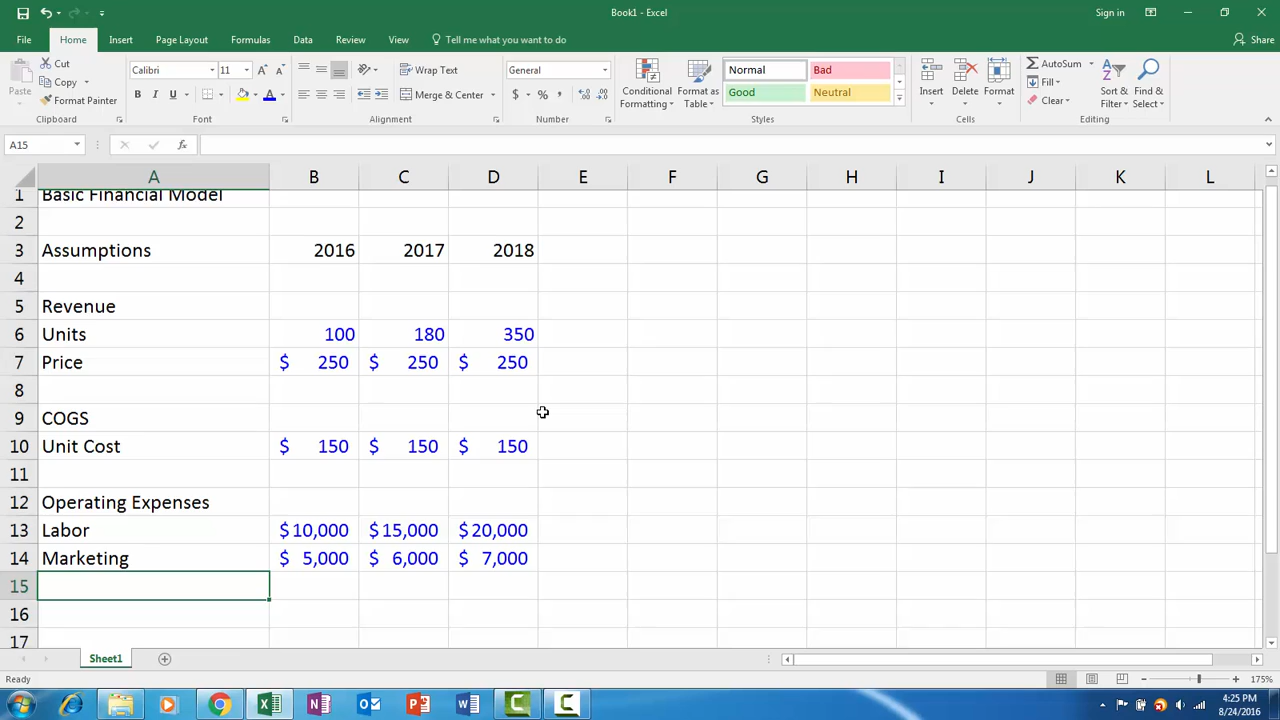 Book1 - Excel
Sign in
File Home Insert Page Layout Formulas Data Review View Tell me what you want to do Share
Paste Cut Copy Format Painter Clipboard
Calibri 11 A A B I U A Font
Wrap Text Merge & Center Alignment
General $ % , Number
Conditional Formatting Format as Table Normal Bad Good Neutral Styles
Insert Delete Format Cells
AutoSum Fill Clear Sort & Filter Find & Select Editing
A15 fx
A B C D E F G H I J K L
1 Basic Financial Model
2
3 Assumptions 2016 2017 2018
4
5 Revenue
6 Units 100 180 350
7 Price $ 250 $ 250 $ 250
8
9 COGS
10 Unit Cost $ 150 $ 150 $ 150
11
12 Operating Expenses
13 Labor $10,000 $15,000 $20,000
14 Marketing $ 5,000 $ 6,000 $ 7,000
15
16
17
Sheet1
Ready 175%
4:25 PM
8/24/2016